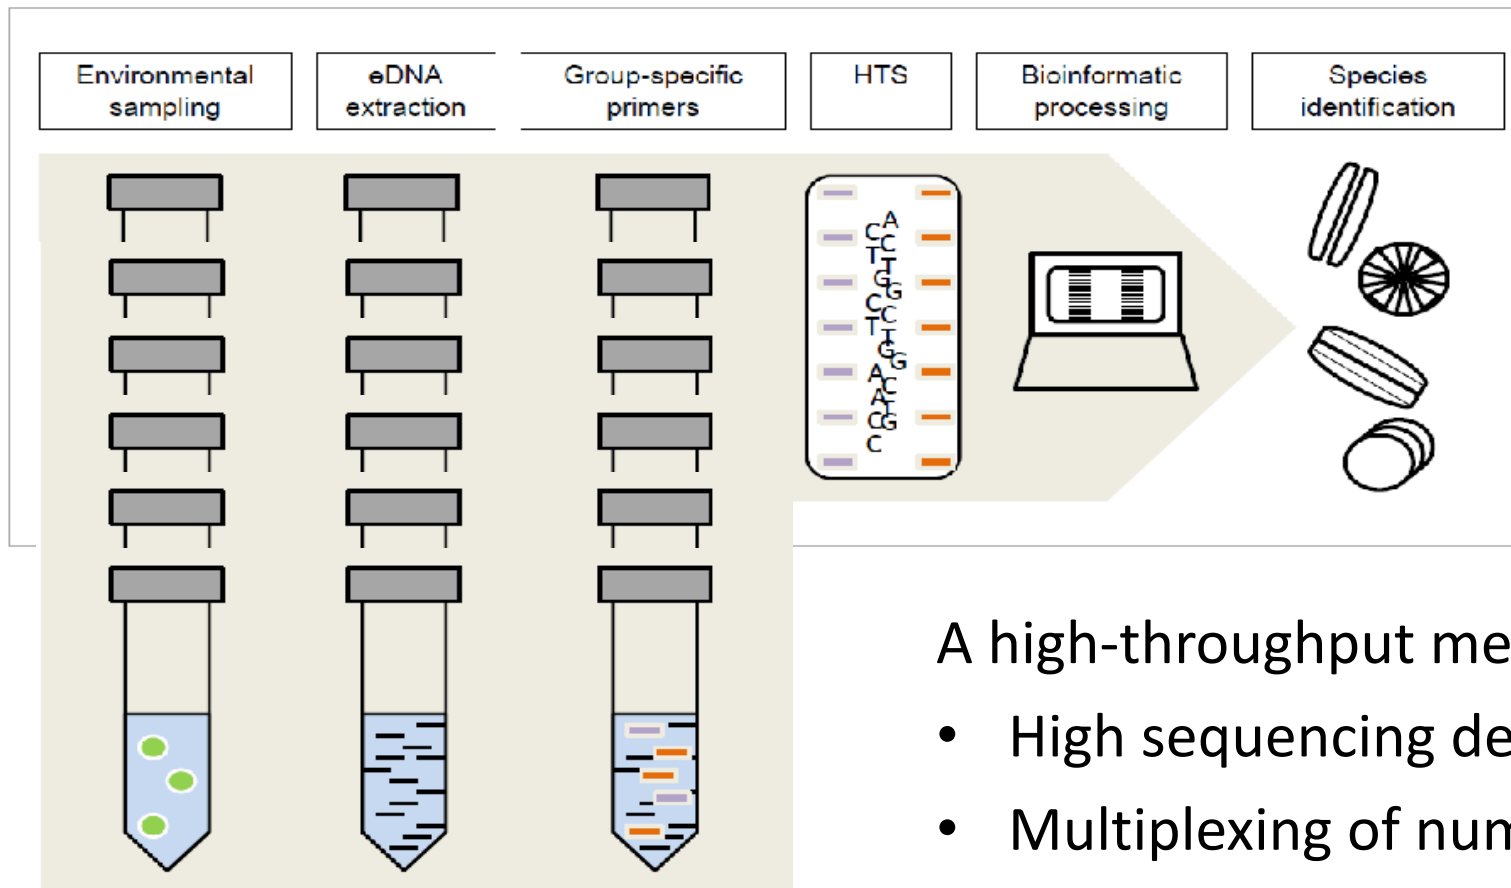 Environmental
sampling
eDNA
extraction
Group-specific
primers
HTS
Bioinformatic
processing
Species
identification
A
C
C
T
T
G
G
C
C
T
T
G
G
A
C
A
T
C
G
C
A high-throughput me
• High sequencing de
• Multiplexing of num